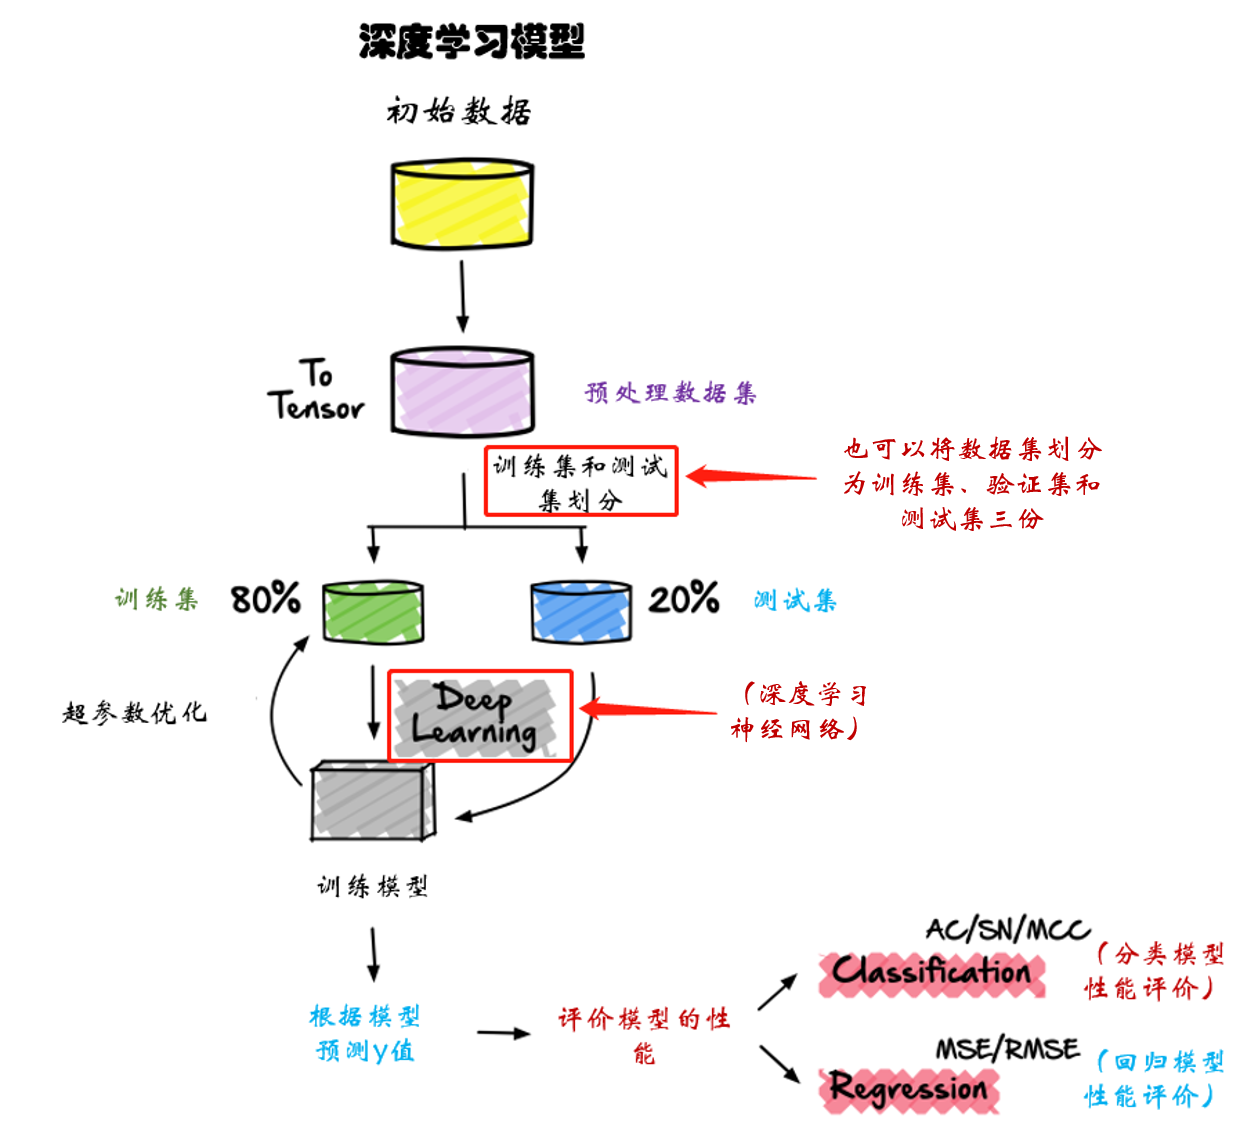 深度学习模型
初始数据
To
Tensor
预处理数据集
训练集和测试
集划分
也可以将数据集划分
为训练集、验证集和
测试集三份
训练集
80%
20%
测试集
超参数优化
Deep
Learning
（深度学习
神经网络）
训练模型
根据模型
预测y值
评价模型的性
能
AC/SN/MCC
Classification
（分类模型
性能评价）
MSE/RMSE
Regression
（回归模型
性能评价）